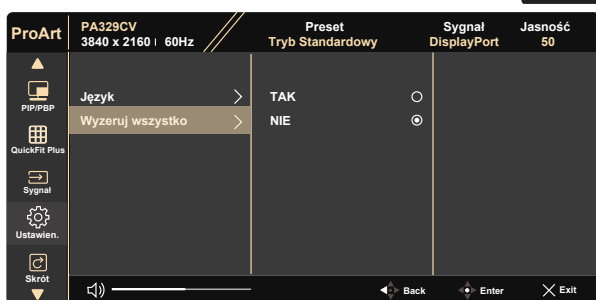 ProArt
PA329CV
3840 x 2160 60Hz
Preset
Tryb Standardowy
Sygnał
DisplayPort
Jasność
50
PIP/PBP
QuickFit Plus
Sygnał
Ustawien.
Skrót
Język
Wyzeruj wszystko
TAK
NIE
Back
Enter
Exit